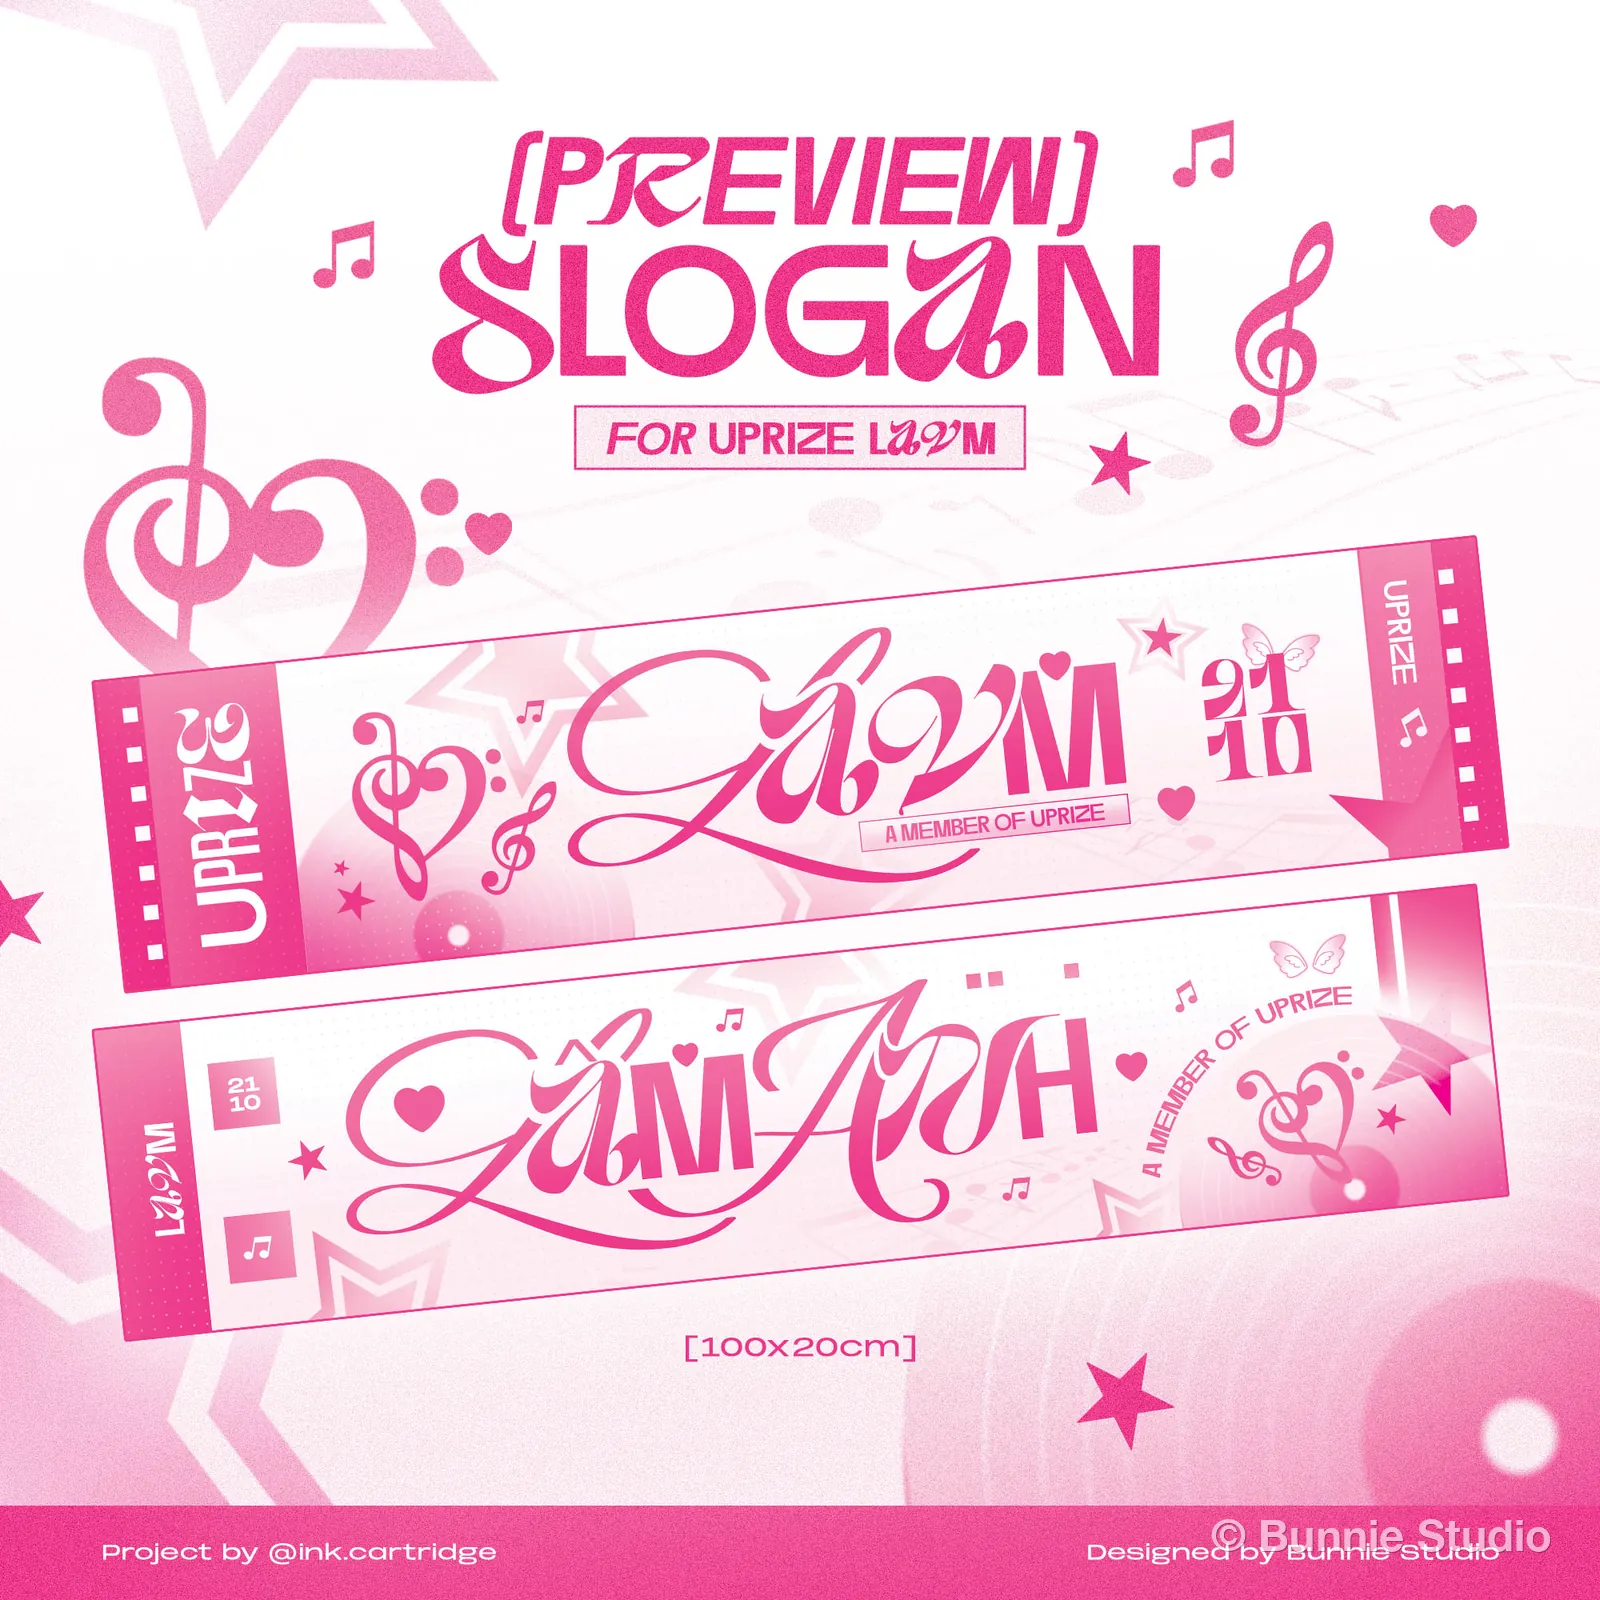 (PREVIEW)
SLOGAN
FOR UPRIZE LAVM
UPRIZE
LAVM
A MEMBER OF UPRIZE
21
10
UPRIZE
LAVM
21
10
LÂM ANH
A MEMBER OF UPRIZE
[100x20cm]
Project by @ink.cartridge
Designed by Bunnie Studio
© Bunnie Studio